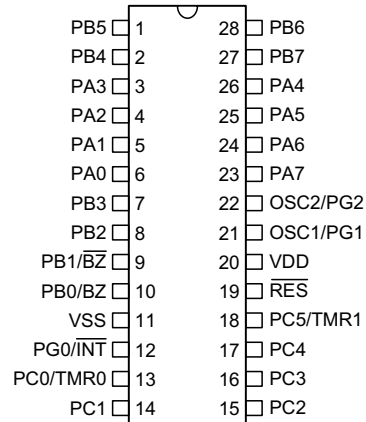 PB5 1 28 PB6
PB4 2 27 PB7
PA3 3 26 PA4
PA2 4 25 PA5
PA1 5 24 PA6
PA0 6 23 PA7
PB3 7 22 OSC2/PG2
PB2 8 21 OSC1/PG1
PB1/B̅Z̅ 9 20 VDD
PB0/BZ 10 19 R̅E̅S̅
VSS 11 18 PC5/TMR1
PG0/I̅N̅T̅ 12 17 PC4
PC0/TMR0 13 16 PC3
PC1 14 15 PC2